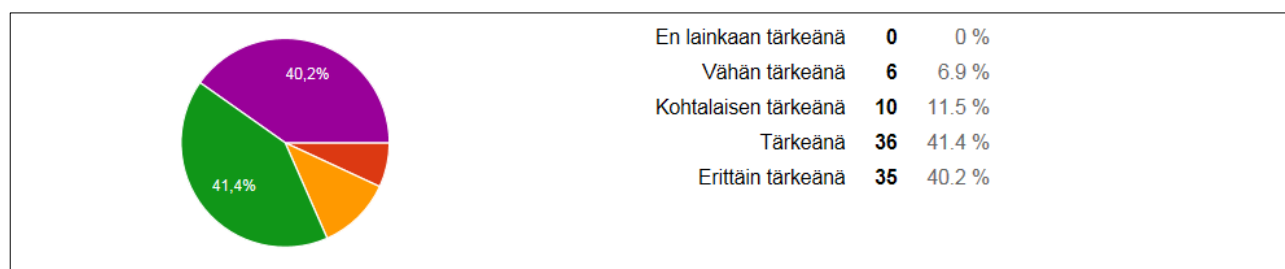 40,2%
41,4%
En lainkaan tärkeänä 0 0 %
Vähän tärkeänä 6 6.9 %
Kohtalaisen tärkeänä 10 11.5 %
Tärkeänä 36 41.4 %
Erittäin tärkeänä 35 40.2 %